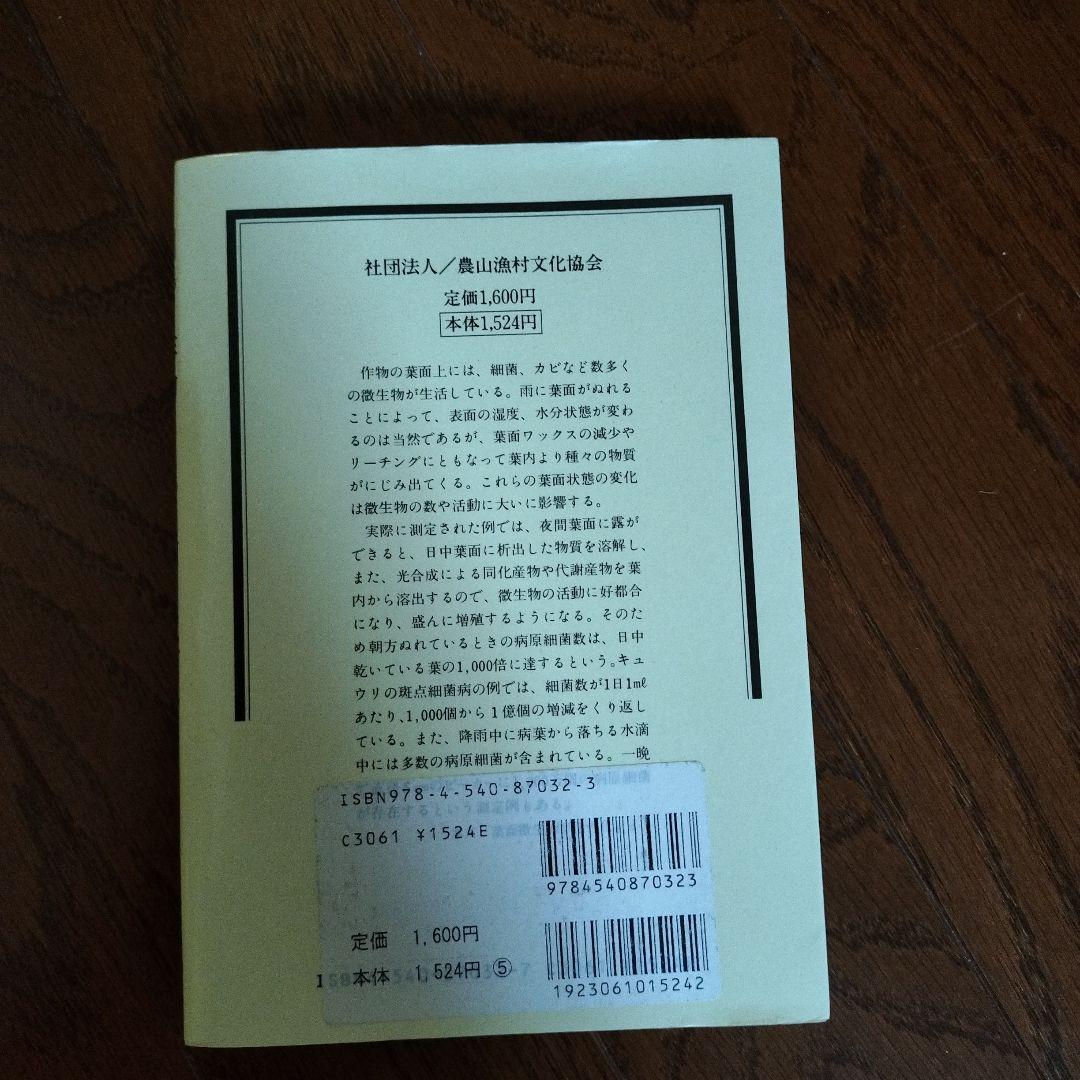 社団法人／農山漁村文化協会
定価1,600円
本体1,524円
作物の葉面上には、細菌、カビなど数多く
の微生物が生活している。雨に葉面がぬれる
ことによって、表面の湿度、水分状態が変わ
るのは当然であるが、葉面ワックスの減少や
リーチングにともなって葉内より種々の物質
がにじみ出てくる。これらの葉面状態の変化
は微生物の数や活動に大いに影響する。
実際に測定された例では、夜間葉面に露が
できると、日中葉面に析出した物質を溶解し、
また、光合成による同化産物や代謝産物を葉
内から溶出するので、微生物の活動に好都合
になり、盛んに増殖するようになる。そのた
め朝方ぬれているときの病原細菌数は、日中
乾いている葉の1,000倍に達するという。キュ
ウリの斑点細菌病の例では、細菌数が1日1mℓ
あたり、1,000個から1億個の増減をくり返し
ている。また、降雨中に病葉から落ちる水滴
中には多数の病原細菌が含まれている。一晩
病原細菌
が存在するという測定例もある。
ISBN978-4-540-87032-3
C3061 ¥1524E
9784540870323
定価 1,600円
本体 1,524円 ⑤
1923061015242